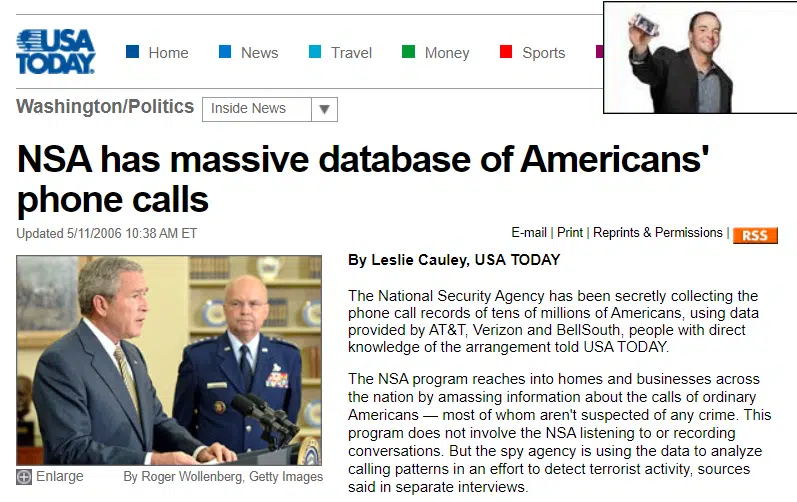 USA
TODAY.
Home News Travel Money Sports
Washington/Politics Inside News
NSA has massive database of Americans'
phone calls
Updated 5/11/2006 10:38 AM ET
E-mail | Print | Reprints & Permissions | RSS
By Leslie Cauley, USA TODAY
The National Security Agency has been secretly collecting the
phone call records of tens of millions of Americans, using data
provided by AT&T, Verizon and BellSouth, people with direct
knowledge of the arrangement told USA TODAY.
The NSA program reaches into homes and businesses across
the nation by amassing information about the calls of ordinary
Americans — most of whom aren't suspected of any crime. This
program does not involve the NSA listening to or recording
conversations. But the spy agency is using the data to analyze
calling patterns in an effort to detect terrorist activity, sources
said in separate interviews.
Enlarge By Roger Wollenberg, Getty Images